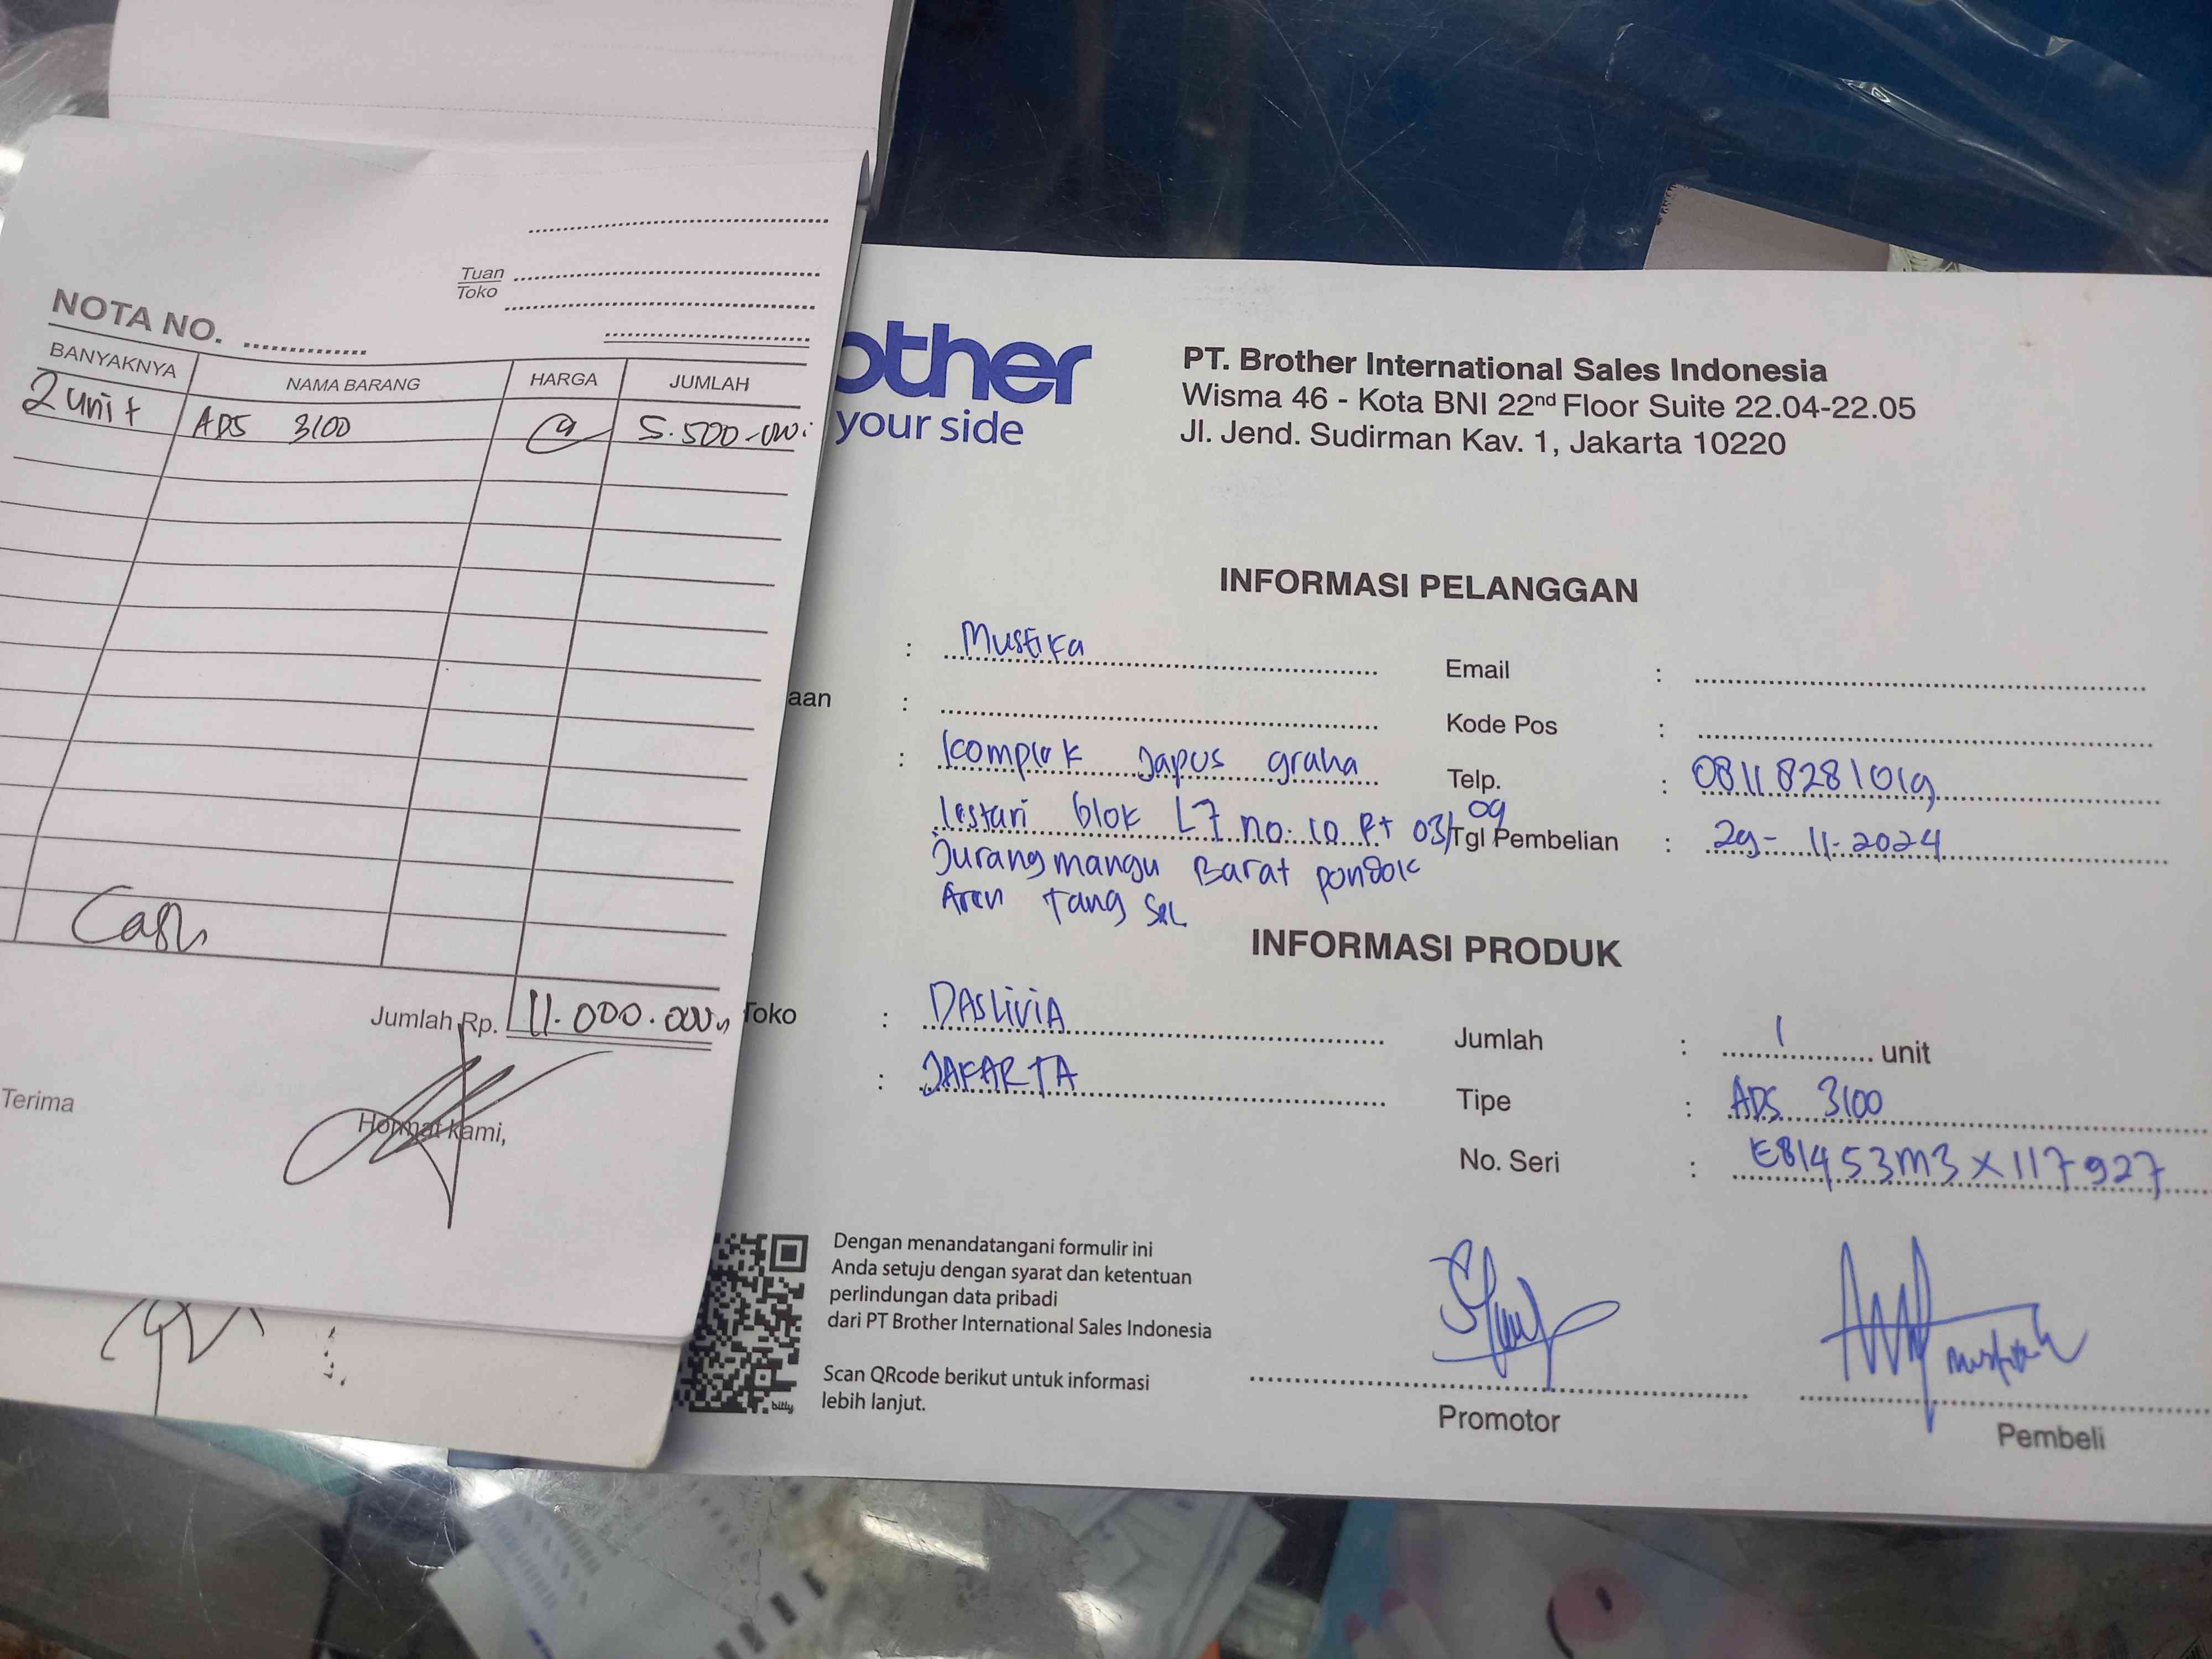 Tuan
Toko
NOTA NO.
BANYAKNYA NAMA BARANG HARGA JUMLAH
2 unit ADS 3100 @ 5.500.000
Cash
Jumlah Rp. 11.000.000
Terima
Hormat kami,
other
your side
PT. Brother International Sales Indonesia
Wisma 46 - Kota BNI 22nd Floor Suite 22.04-22.05
Jl. Jend. Sudirman Kav. 1, Jakarta 10220
INFORMASI PELANGGAN
: Mustika Email :
aan : Kode Pos :
: Komplek Japos graha Telp. : 08118281019
lestari blok L7 no. 10 Rt 03/09 Tgl Pembelian : 29-11-2024
Jurang mangu Barat pondok
Aren Tang Sel
INFORMASI PRODUK
Toko : DASLIVIA Jumlah : 1 unit
: JAKARTA Tipe : ADS 3100
No. Seri : E81453M3X117927
Dengan menandatangani formulir ini
Anda setuju dengan syarat dan ketentuan
perlindungan data pribadi
dari PT Brother International Sales Indonesia
Scan QRcode berikut untuk informasi
lebih lanjut.
bitly
Promotor Pembeli